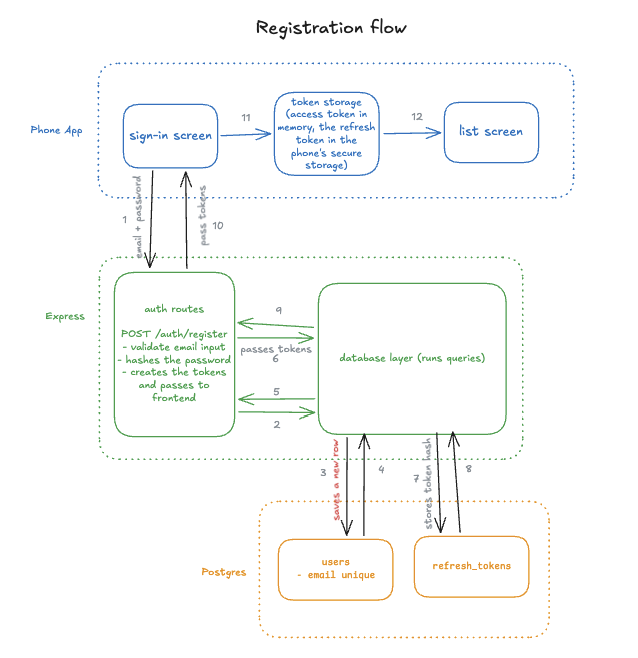 Registration flow
Phone App
sign-in screen
11
token storage
(access token in
memory, the refresh
token in the
phone's secure
storage)
12
list screen
1
email + password
pass tokens
10
Express
auth routes
POST /auth/register
- validate email input
- hashes the password
- creates the tokens
and passes to
frontend
9
passes tokens
6
5
2
database layer (runs queries)
3
saves a new row
4
7
stores token hash
8
Postgres
users
- email unique
refresh_tokens